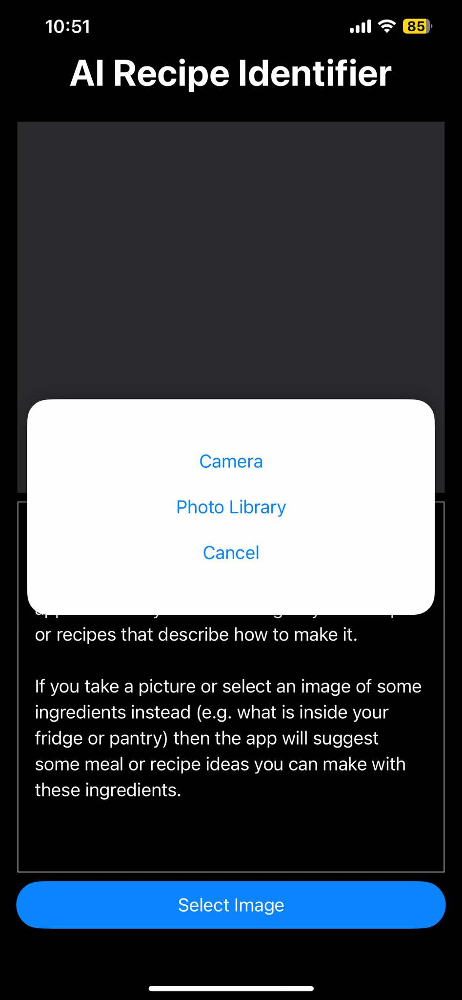 10:51
85
AI Recipe Identifier
Camera
Photo Library
Cancel
or recipes that describe how to make it.
If you take a picture or select an image of some
ingredients instead (e.g. what is inside your
fridge or pantry) then the app will suggest
some meal or recipe ideas you can make with
these ingredients.
Select Image